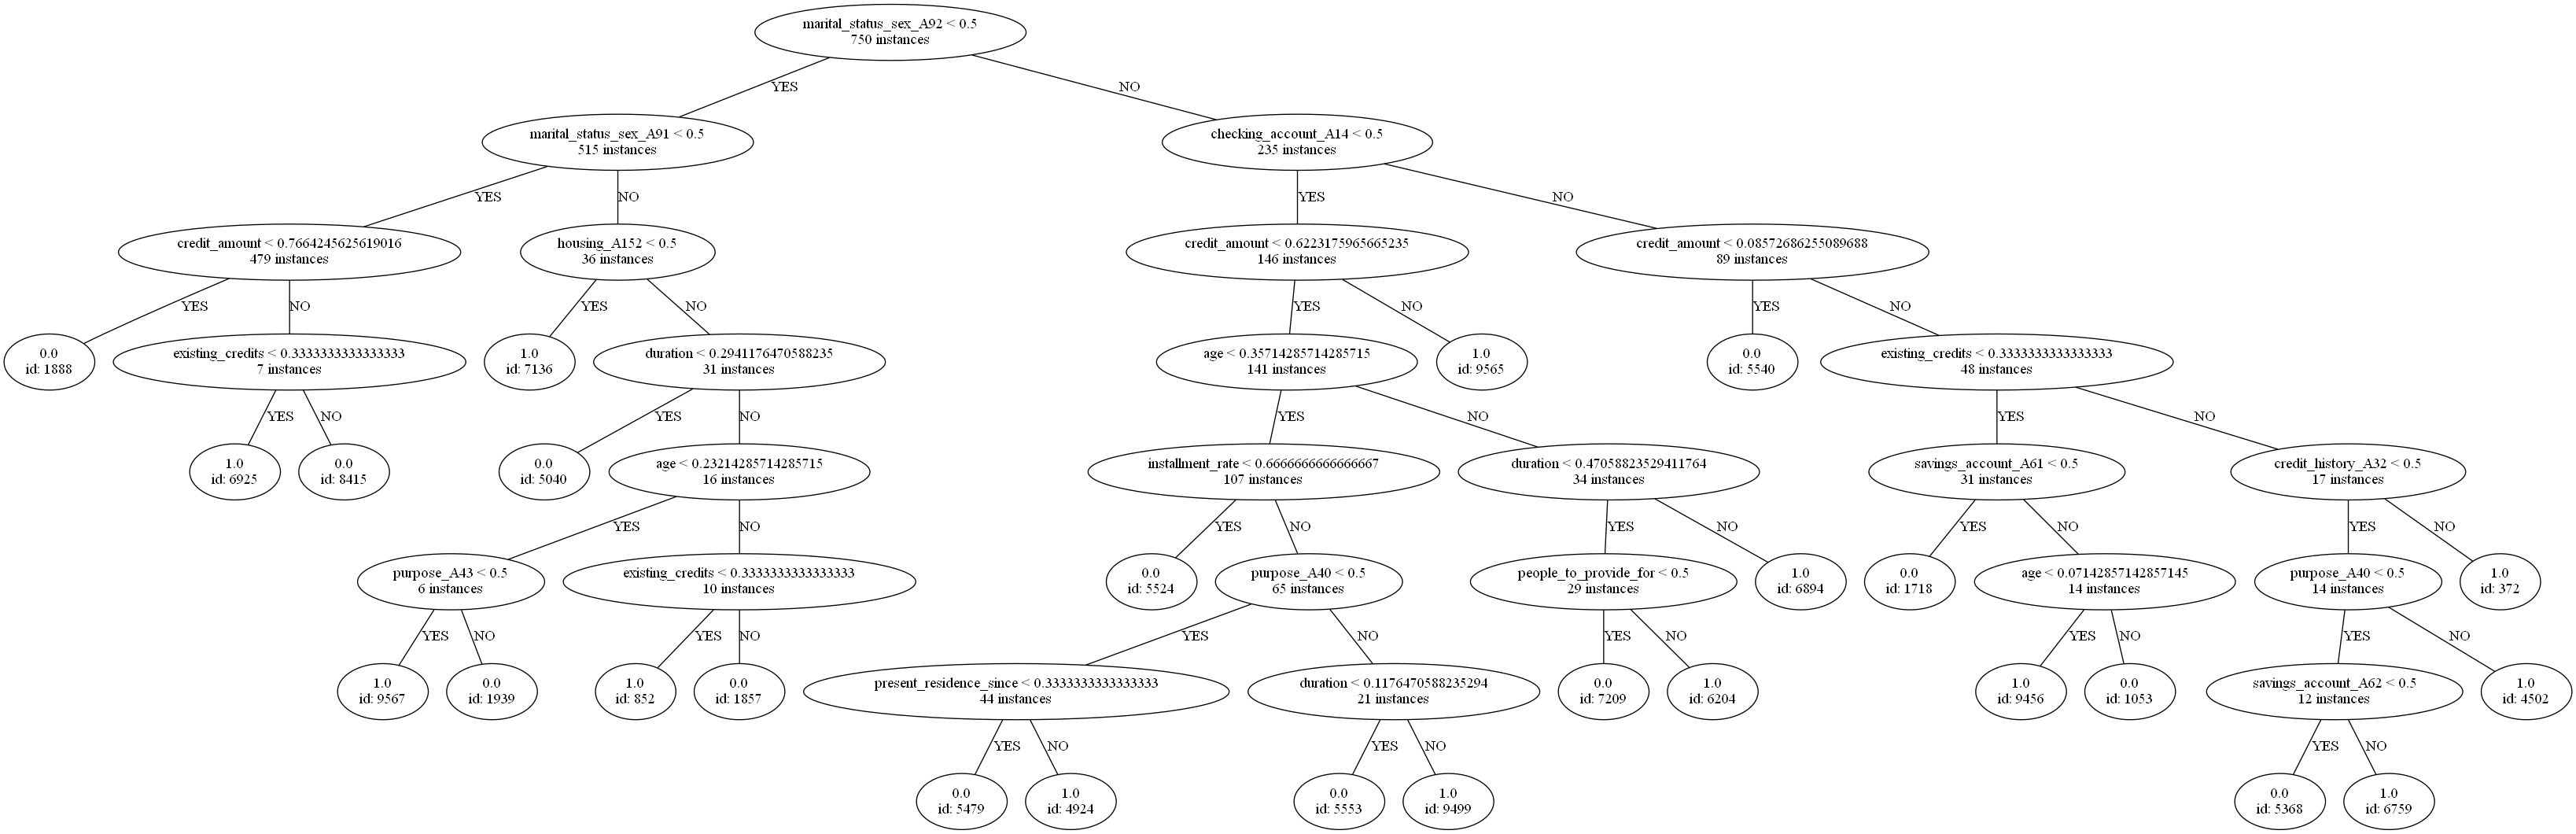 marital_status_sex_A92 < 0.5
750 instances
YES
NO
marital_status_sex_A91 < 0.5
515 instances
checking_account_A14 < 0.5
235 instances
YES
NO
YES
NO
credit_amount < 0.7664245625619016
479 instances
housing_A152 < 0.5
36 instances
credit_amount < 0.6223175965665235
146 instances
credit_amount < 0.08572686255089688
89 instances
YES
NO
YES
NO
YES
NO
YES
NO
0.0
id: 1888
existing_credits < 0.3333333333333333
7 instances
1.0
id: 7136
duration < 0.2941176470588235
31 instances
age < 0.35714285714285715
141 instances
1.0
id: 9565
0.0
id: 5540
existing_credits < 0.3333333333333333
48 instances
YES
NO
YES
NO
YES
NO
YES
NO
1.0
id: 6925
0.0
id: 8415
0.0
id: 5040
age < 0.23214285714285715
16 instances
installment_rate < 0.6666666666666667
107 instances
duration < 0.47058823529411764
34 instances
savings_account_A61 < 0.5
31 instances
credit_history_A32 < 0.5
17 instances
YES
NO
YES
NO
YES
NO
YES
NO
YES
NO
purpose_A43 < 0.5
6 instances
existing_credits < 0.3333333333333333
10 instances
0.0
id: 5524
purpose_A40 < 0.5
65 instances
people_to_provide_for < 0.5
29 instances
1.0
id: 6894
0.0
id: 1718
age < 0.07142857142857145
14 instances
purpose_A40 < 0.5
14 instances
1.0
id: 372
YES
NO
YES
NO
YES
NO
YES
NO
YES
NO
YES
NO
1.0
id: 9567
0.0
id: 1939
1.0
id: 852
0.0
id: 1857
present_residence_since < 0.3333333333333333
44 instances
duration < 0.1176470588235294
21 instances
0.0
id: 7209
1.0
id: 6204
1.0
id: 9456
0.0
id: 1053
savings_account_A62 < 0.5
12 instances
1.0
id: 4502
YES
NO
YES
NO
YES
NO
0.0
id: 5479
1.0
id: 4924
0.0
id: 5553
1.0
id: 9499
0.0
id: 5368
1.0
id: 6759